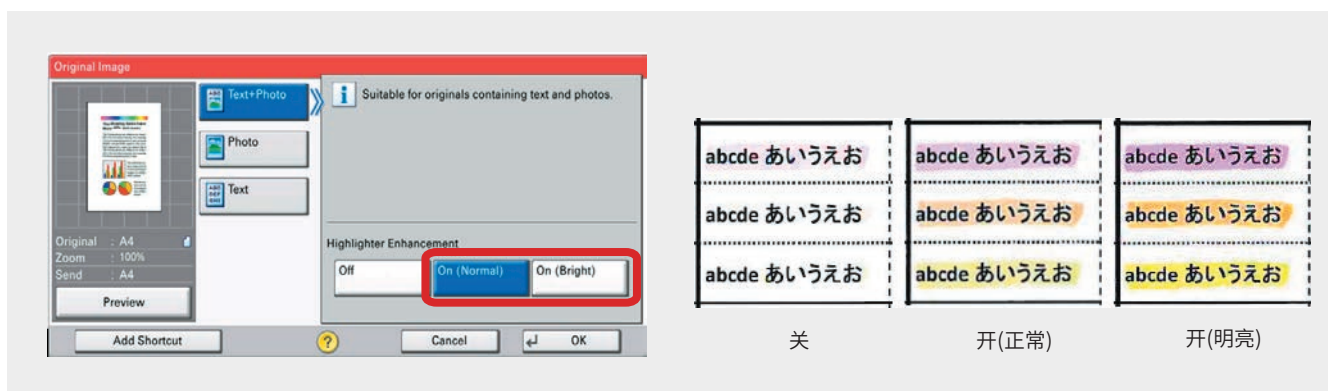 Original Image
Text+Photo
Photo
Text
Suitable for originals containing text and photos.
Original : A4
Zoom : 100%
Send : A4
Preview
Highlighter Enhancement
Off
On (Normal)
On (Bright)
Add Shortcut
?
Cancel
OK
abcde あいうえお
abcde あいうえお
abcde あいうえお
关
abcde あいうえお
abcde あいうえお
abcde あいうえお
开(正常)
abcde あいうえお
abcde あいうえお
abcde あいうえお
开(明亮)